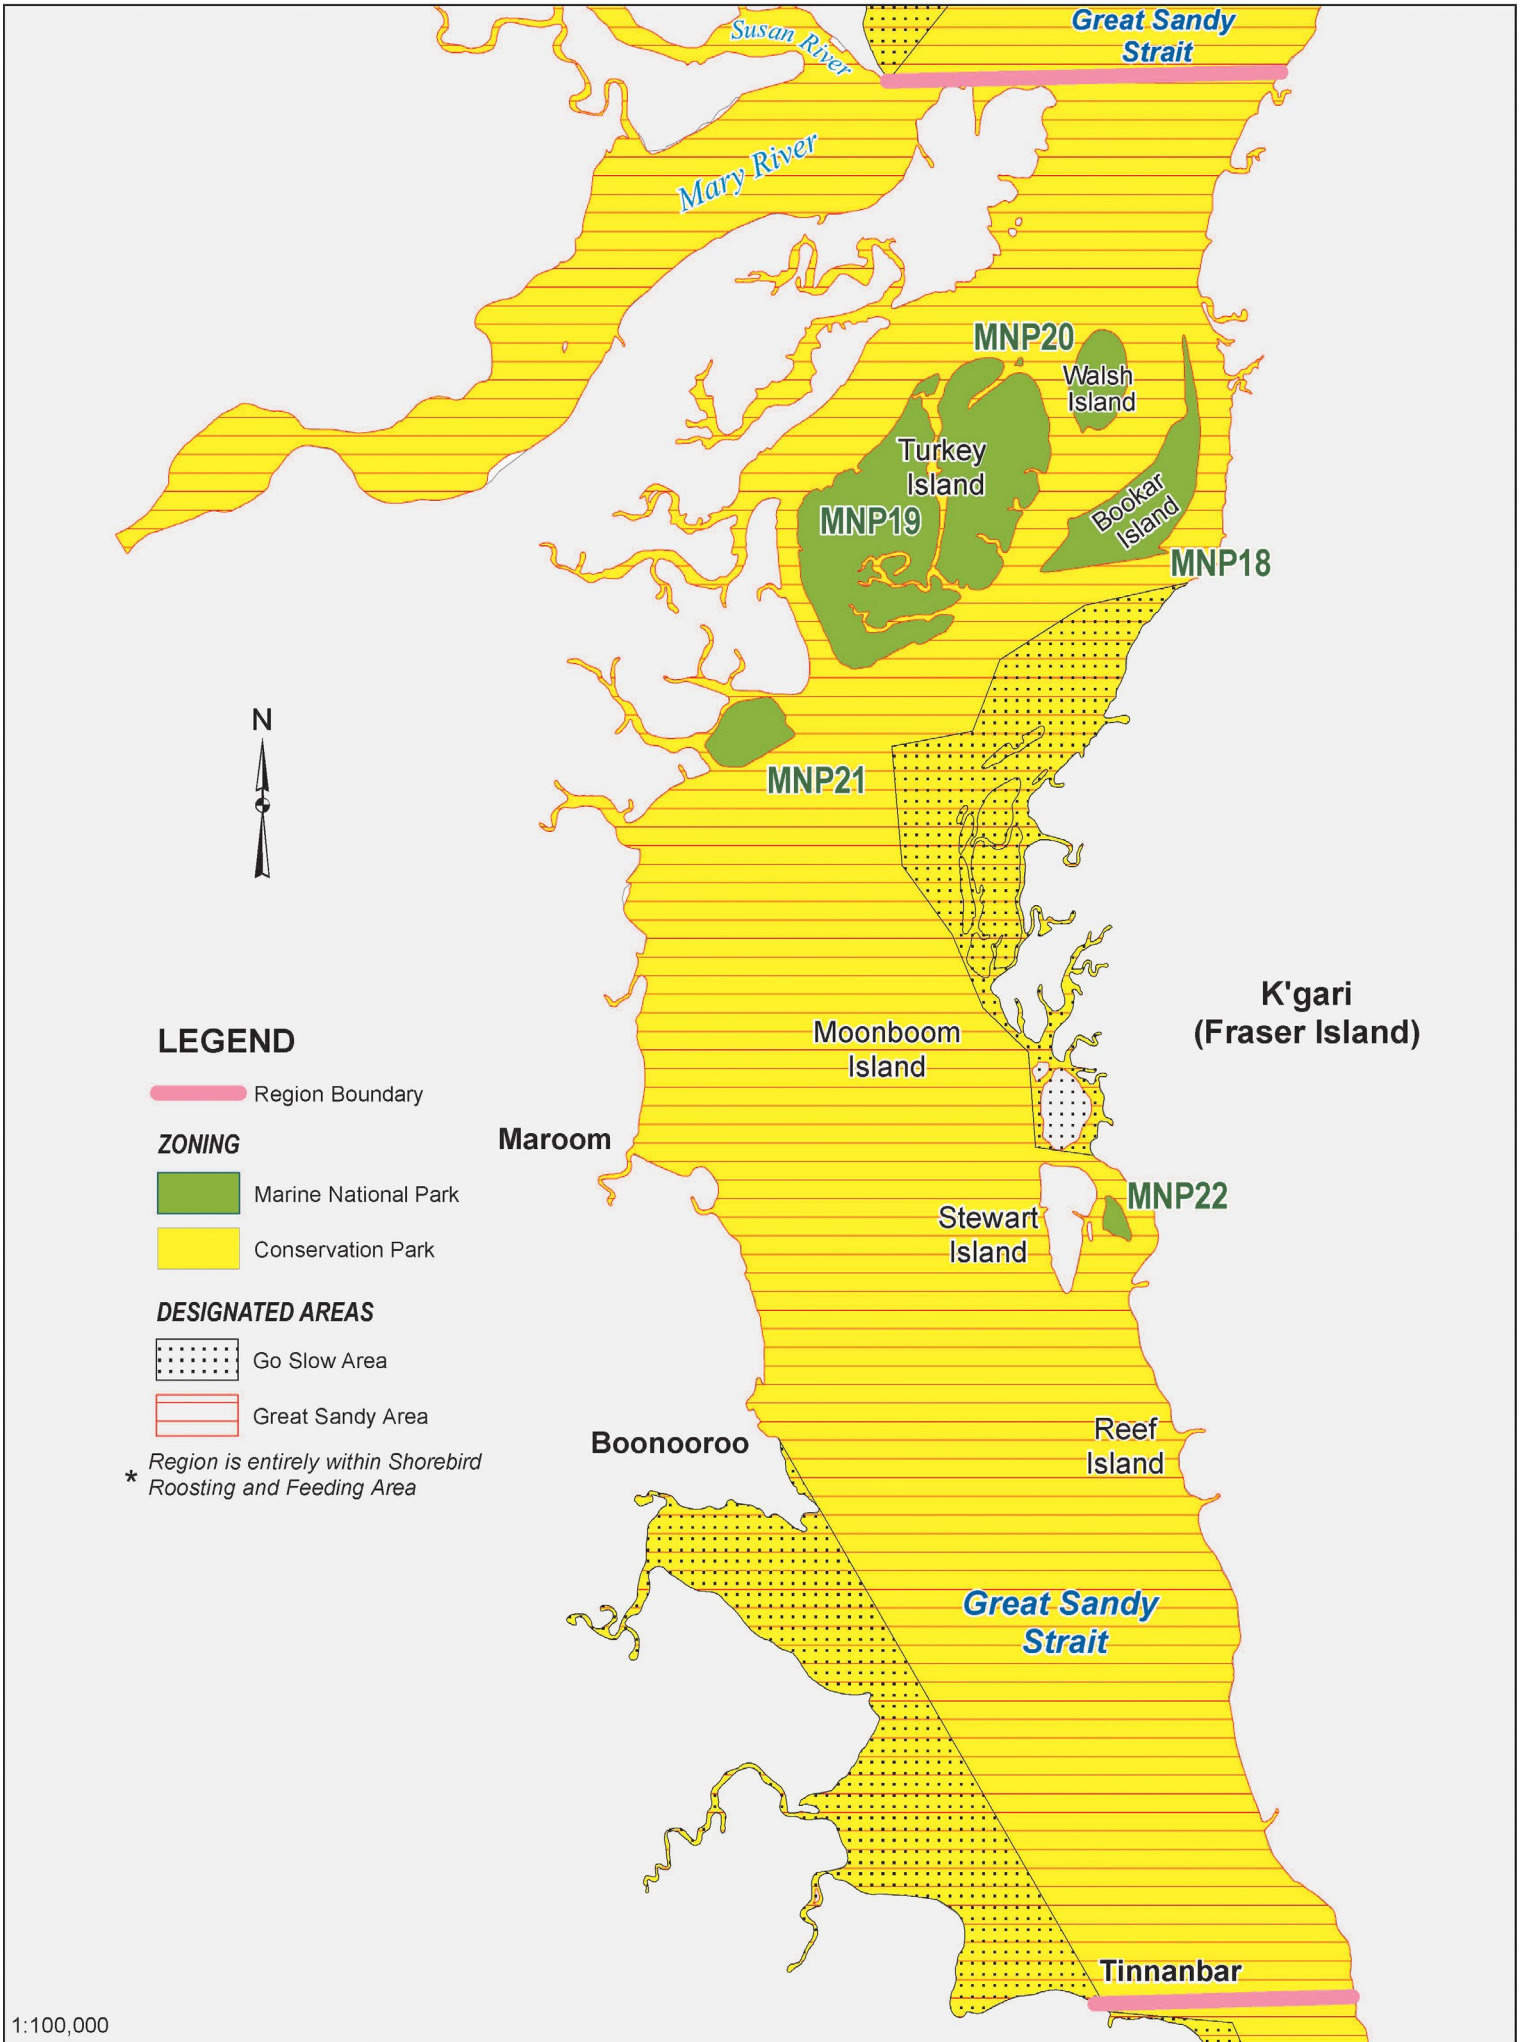 Great Sandy
Strait
Susan River
Mary River
MNP20
Walsh
Island
Turkey
Island
MNP19
Bookar
Island
MNP18
N
MNP21
K'gari
(Fraser Island)
Moonboom
Island
LEGEND
Region Boundary
Maroom
ZONING
Marine National Park
MNP22
Stewart
Island
Conservation Park
DESIGNATED AREAS
Go Slow Area
Great Sandy Area
Reef
Island
Boonooroo
* Region is entirely within Shorebird
Roosting and Feeding Area
Great Sandy
Strait
Tinnanbar
1:100,000